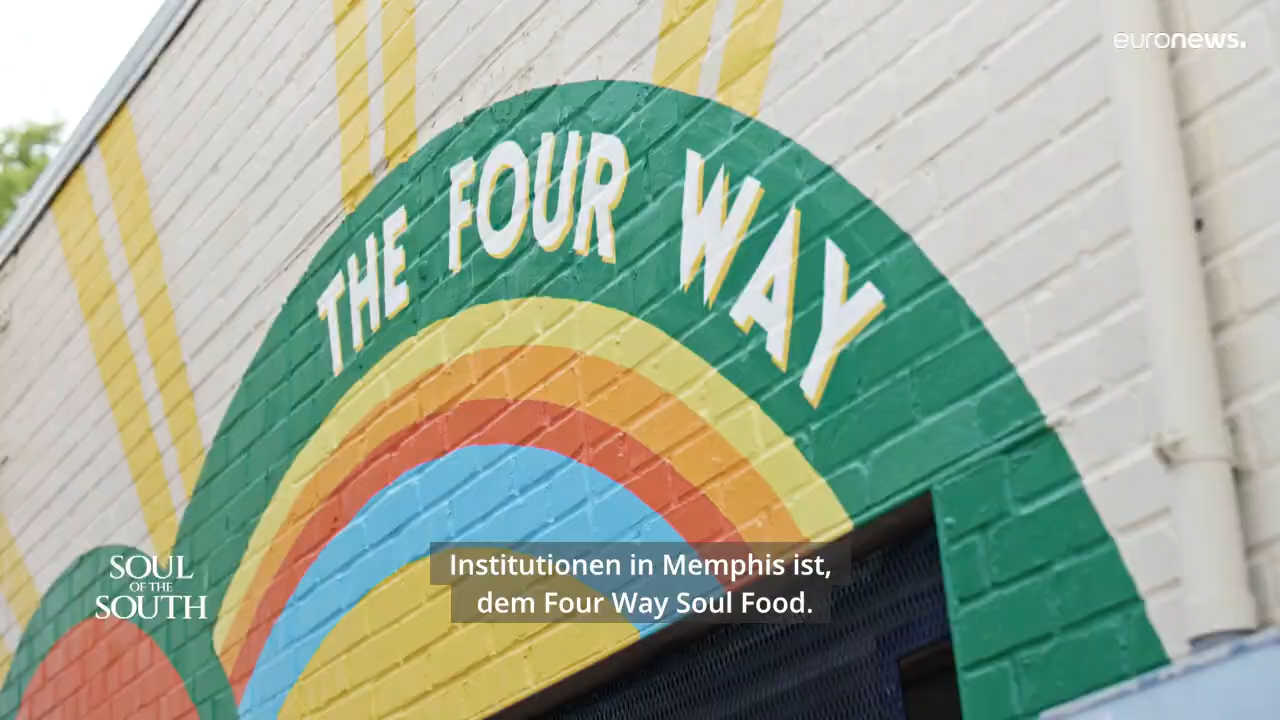 euronews.
THE FOUR WAY
SOUL
OF THE
SOUTH
Institutionen in Memphis ist,
dem Four Way Soul Food.